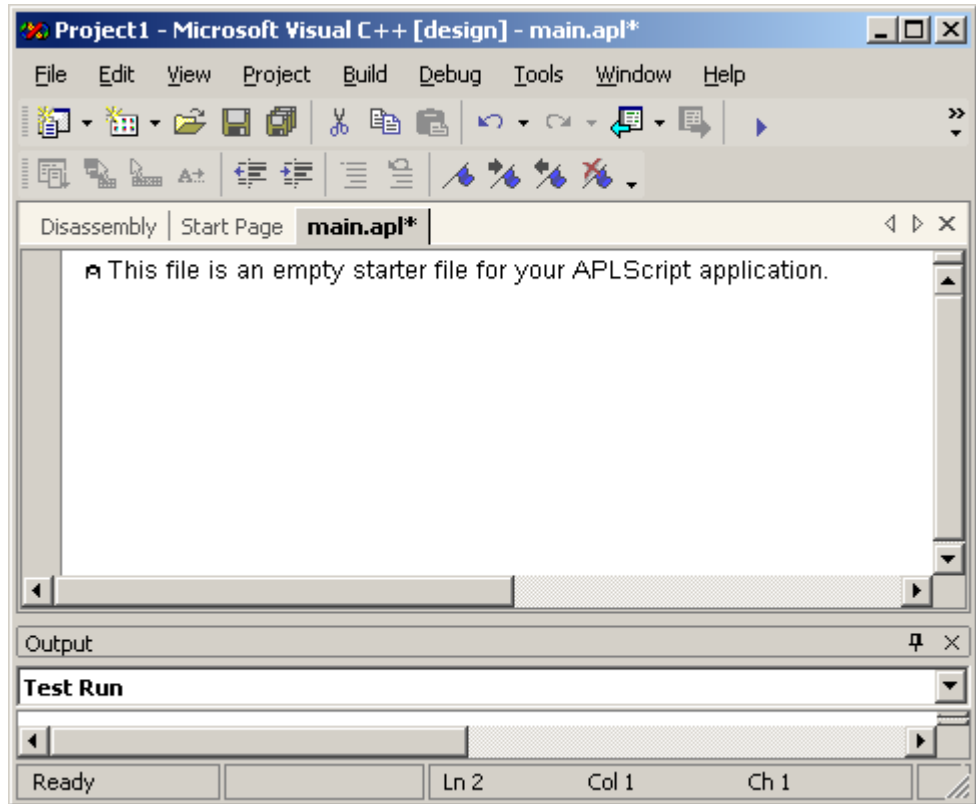 Project1 - Microsoft Visual C++ [design] - main.apl*
File Edit View Project Build Debug Tools Window Help
Disassembly Start Page main.apl*
⍝ This file is an empty starter file for your APLScript application.
Output
Test Run
Ready Ln 2 Col 1 Ch 1